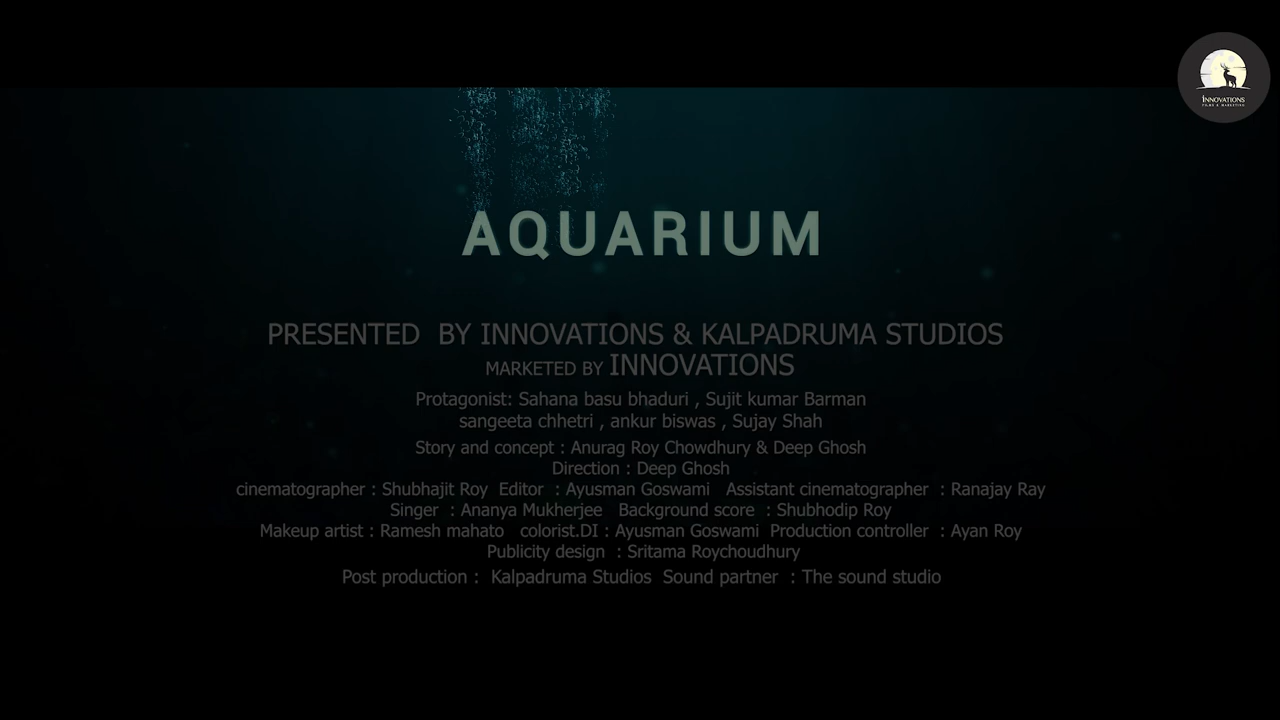 INNOVATIONS
FILMS & MARKETING
AQUARIUM
PRESENTED BY INNOVATIONS & KALPADRUMA STUDIOS
MARKETED BY INNOVATIONS
Protagonist: Sahana basu bhaduri , Sujit kumar Barman
sangeeta chhetri , ankur biswas , Sujay Shah
Story and concept : Anurag Roy Chowdhury & Deep Ghosh
Direction : Deep Ghosh
cinematographer : Shubhajit Roy Editor : Ayusman Goswami Assistant cinematographer : Ranajay Ray
Singer : Ananya Mukherjee Background score : Shubhodip Roy
Makeup artist : Ramesh mahato colorist.DI : Ayusman Goswami Production controller : Ayan Roy
Publicity design : Sritama Roychoudhury
Post production : Kalpadruma Studios Sound partner : The sound studio